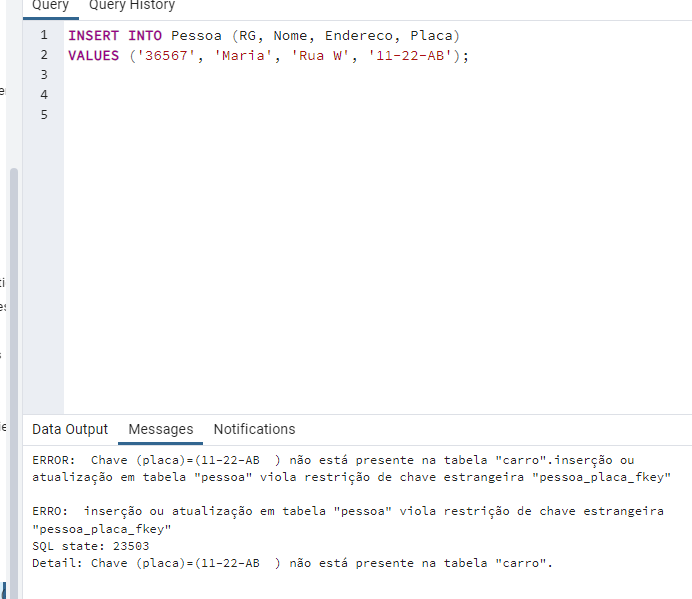 Query Query History
1 INSERT INTO Pessoa (RG, Nome, Endereco, Placa)
2 VALUES ('36567', 'Maria', 'Rua W', '11-22-AB');
3
4
5
Data Output Messages Notifications
ERROR:  Chave (placa)=(11-22-AB  ) não está presente na tabela "carro".inserção ou
atualização em tabela "pessoa" viola restrição de chave estrangeira "pessoa_placa_fkey"
ERRO:  inserção ou atualização em tabela "pessoa" viola restrição de chave estrangeira
"pessoa_placa_fkey"
SQL state: 23503
Detail: Chave (placa)=(11-22-AB  ) não está presente na tabela "carro".